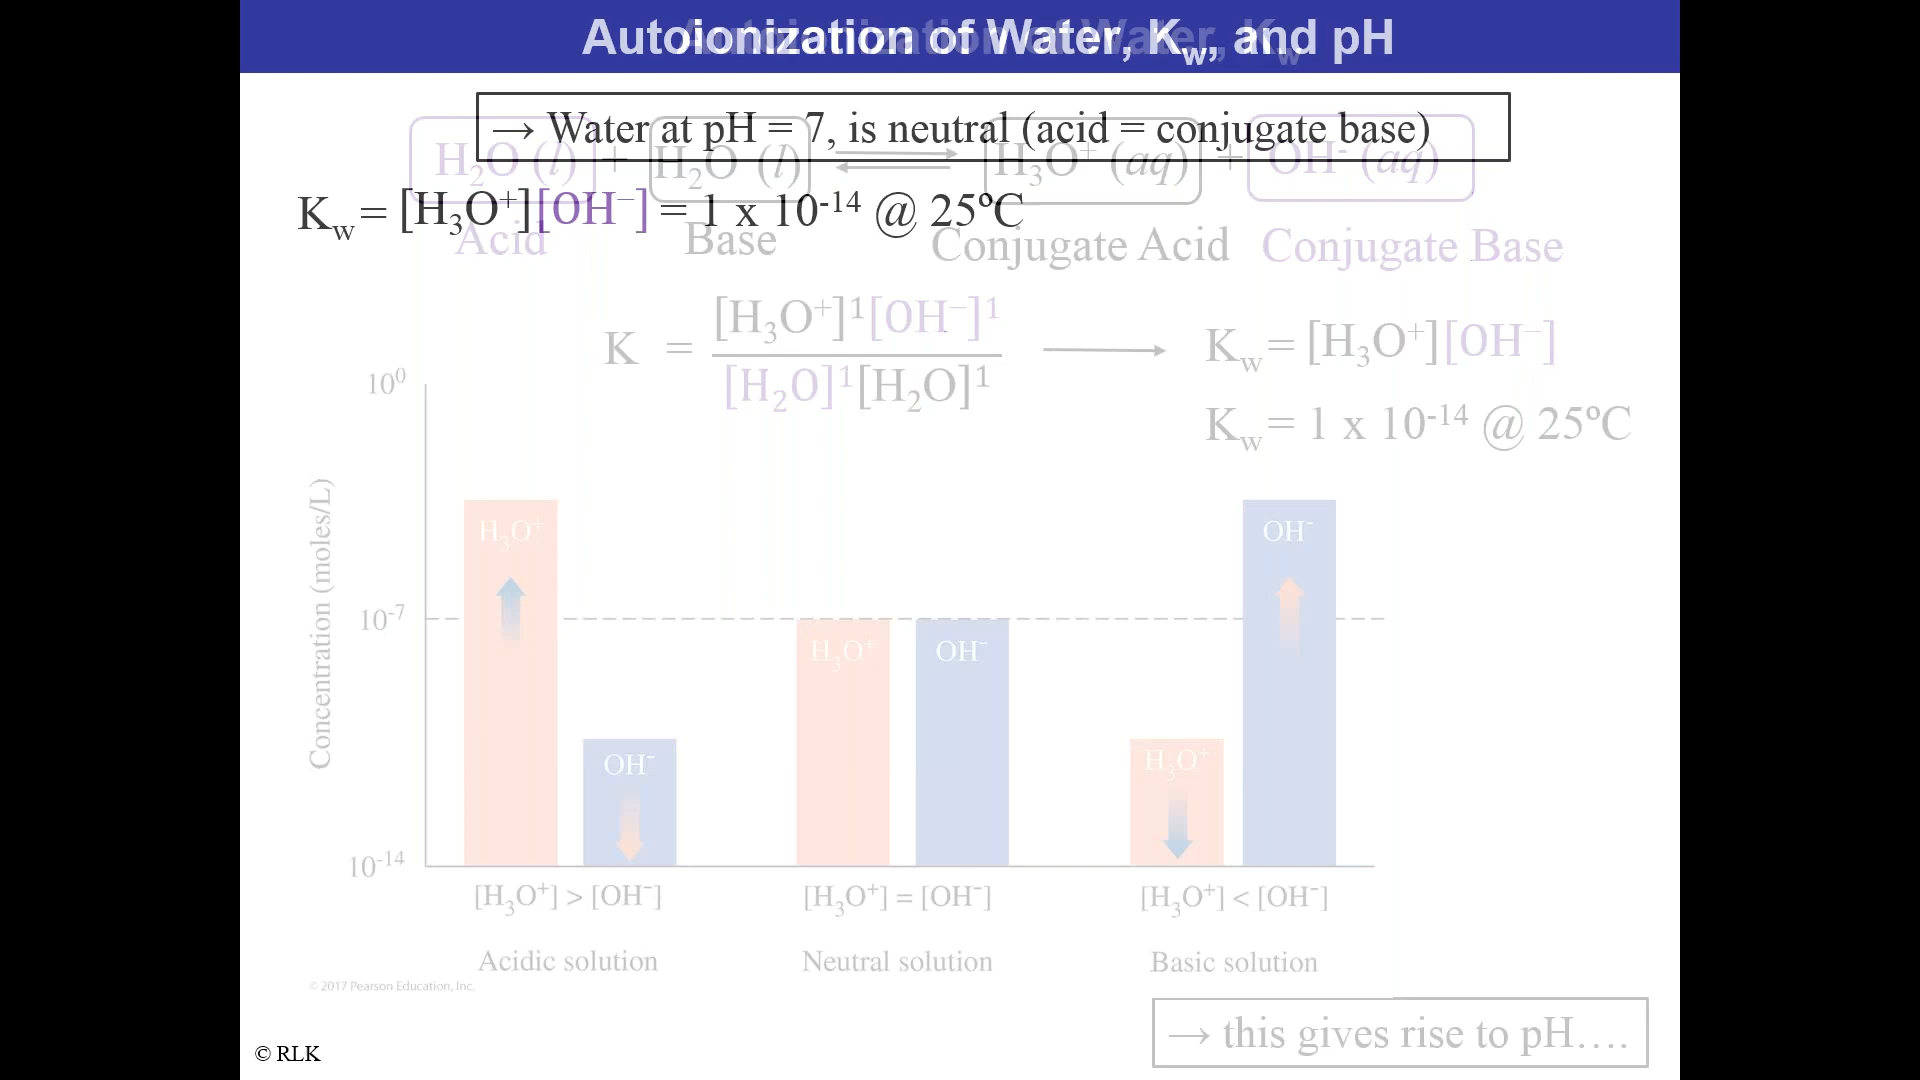 Autoionization of Water, Kw, and pH
→ Water at pH = 7, is neutral (acid = conjugate base)
H₂O (l) + H₂O (l) ⇌ H₃O⁺ (aq) + OH⁻ (aq)
Kw = [H₃O⁺][OH⁻] = 1 x 10⁻¹⁴ @ 25ºC
Acid Base Conjugate Acid Conjugate Base
[H₃O⁺]¹[OH⁻]¹
K = → Kw = [H₃O⁺][OH⁻]
[H₂O]¹[H₂O]¹
Kw = 1 x 10⁻¹⁴ @ 25ºC
10⁰
Concentration (moles/L)
10⁻⁷
10⁻¹⁴
H₃O⁺
OH⁻
H₃O⁺
OH⁻
H₃O⁺
OH⁻
[H₃O⁺] > [OH⁻] [H₃O⁺] = [OH⁻] [H₃O⁺] < [OH⁻]
Acidic solution Neutral solution Basic solution
© 2017 Pearson Education, Inc.
→ this gives rise to pH….
© RLK